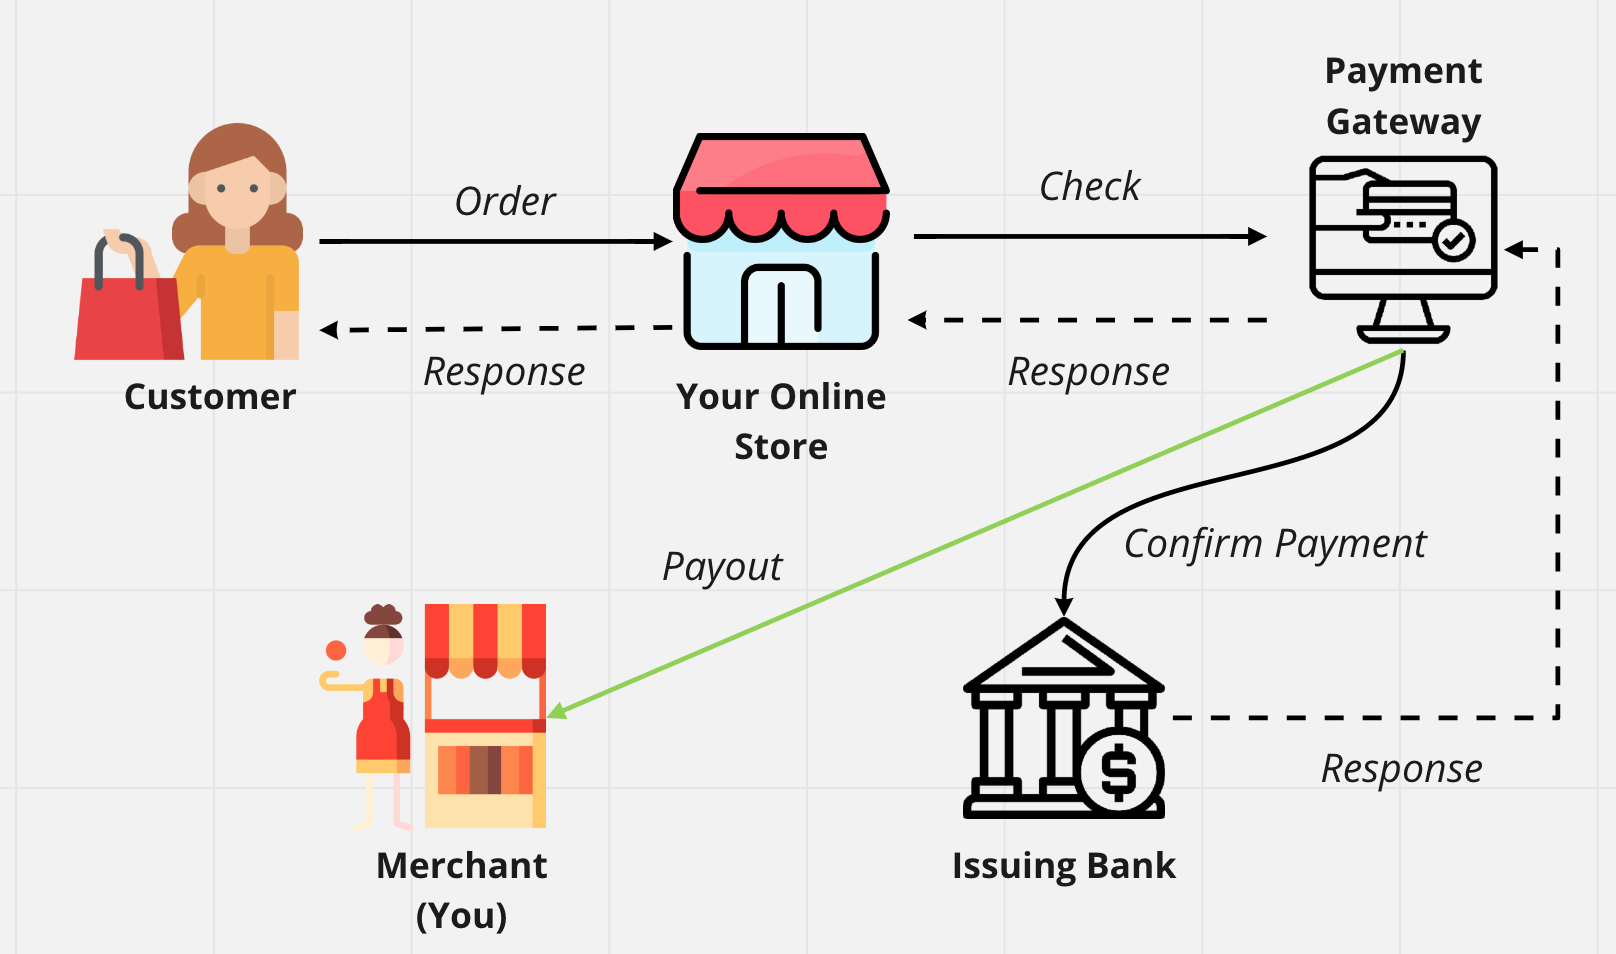 Payment
Gateway
Order
Check
Response
Response
Customer
Your Online
Store
Confirm Payment
Payout
Response
Merchant
(You)
Issuing Bank